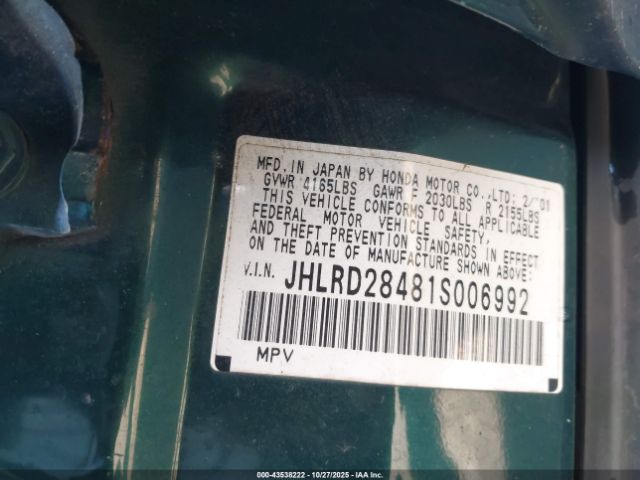 MFD. IN JAPAN BY HONDA MOTOR CO., LTD: 2/'01
GVWR 4165LBS GAWR F 2030LBS R 2155LBS
THIS VEHICLE CONFORMS TO ALL APPLICABLE
FEDERAL MOTOR VEHICLE SAFETY,
AND THEFT PREVENTION STANDARDS IN EFFECT
ON THE DATE OF MANUFACTURE SHOWN ABOVE.
V.I.N. JHLRD28481S006992
MPV
000-43538222 - 10/27/2025 - IAAI.COM